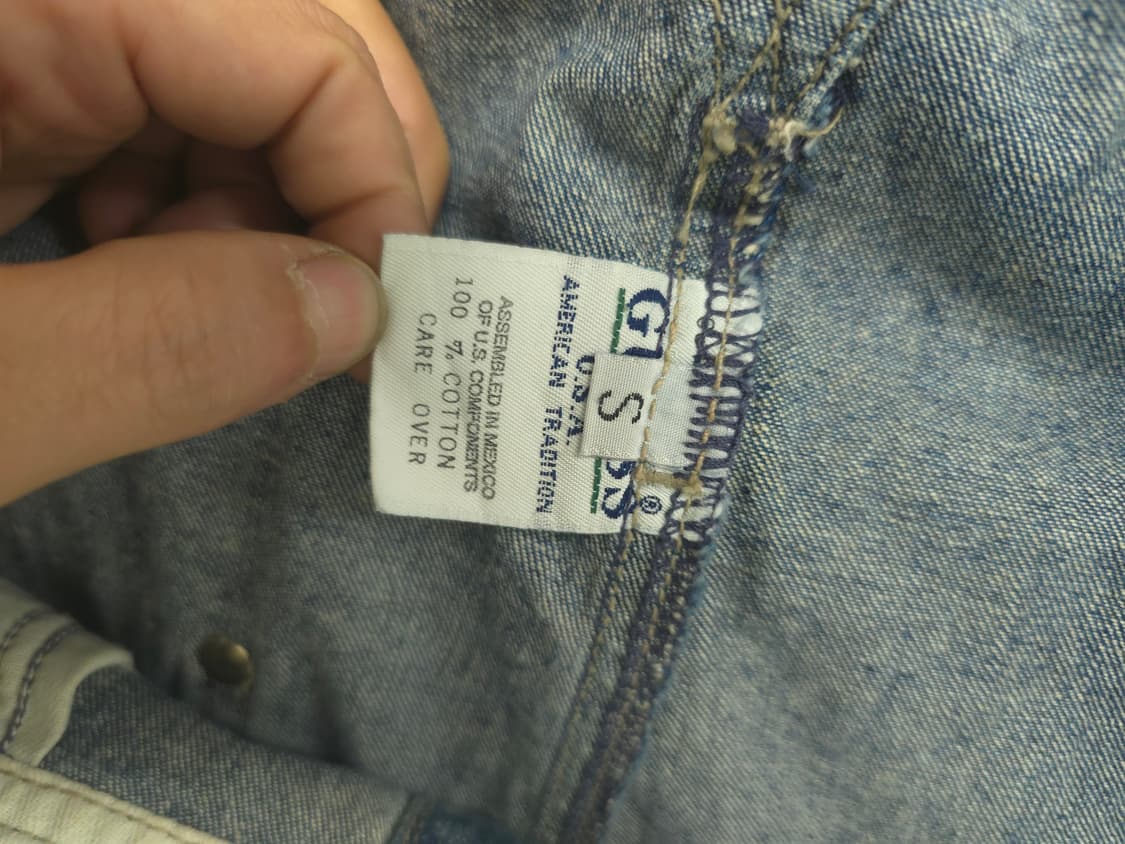 S
®
U.S.A.
AMERICAN TRADITION
ASSEMBLED IN MEXICO
OF U.S. COMPONENTS
100 % COTTON
CARE OVER